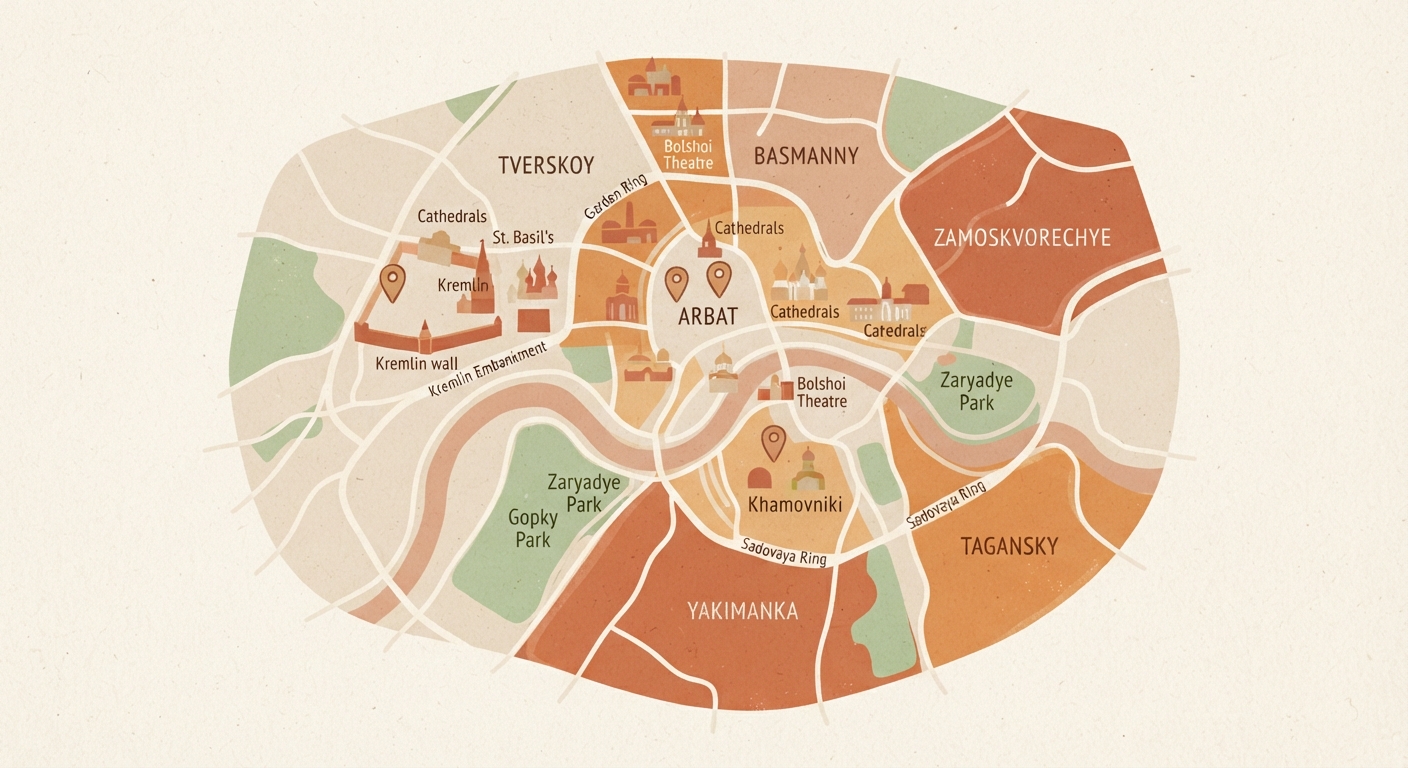 Bolshoi
Theatre
BASMANNY
TVERSKOY
Garden Ring
Cathedrals
St. Basil's
Cathedrals
ZAMOSKVORECHYE
Kremlin
ARBAT
Cathedrals
Catedrals
Kremlin wall
Kremlin Embankment
Bolshoi
Theatre
Zaryadye
Park
Zaryadye
Park
Gopky
Park
Khamovniki
Sadovaya Ring
Sadovaya Ring
TAGANSKY
YAKIMANKA